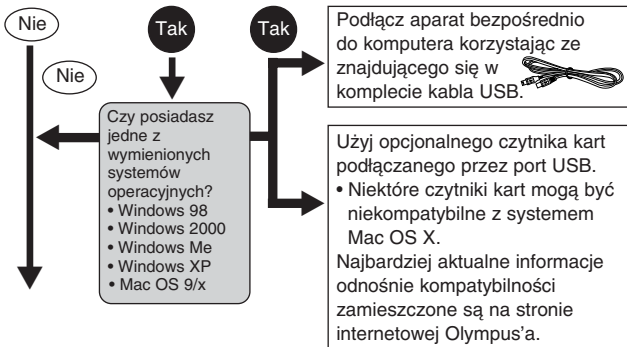 Nie
Nie
Tak
Tak
Czy posiadasz
jedne z
wymienionych
systemów
operacyjnych?
• Windows 98
• Windows 2000
• Windows Me
• Windows XP
• Mac OS 9/x
Podłącz aparat bezpośrednio
do komputera korzystając ze
znajdującego się w
komplecie kabla USB.
Użyj opcjonalnego czytnika kart
podłączanego przez port USB.
• Niektóre czytniki kart mogą być
niekompatybilne z systemem
Mac OS X.
Najbardziej aktualne informacje
odnośnie kompatybilności
zamieszczone są na stronie
internetowej Olympus'a.